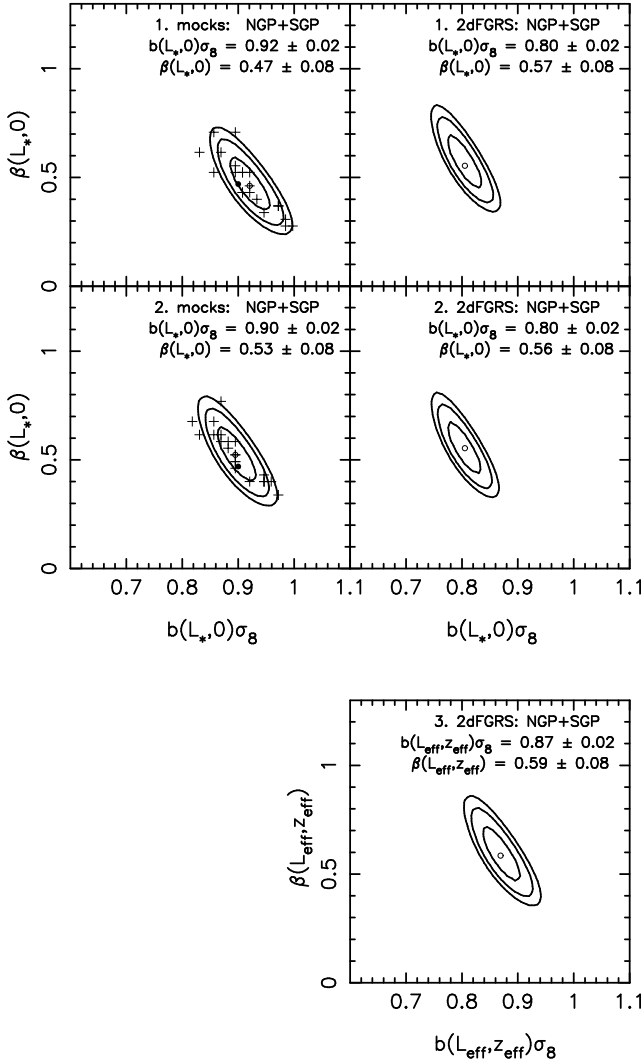 1. mocks: NGP+SGP
b(L*,0)σ8 = 0.92 ± 0.02
β(L*,0) = 0.47 ± 0.08
1. 2dFGRS: NGP+SGP
b(L*,0)σ8 = 0.80 ± 0.02
β(L*,0) = 0.57 ± 0.08
β(L*,0)
1
0.5
0
2. mocks: NGP+SGP
b(L*,0)σ8 = 0.90 ± 0.02
β(L*,0) = 0.53 ± 0.08
2. 2dFGRS: NGP+SGP
b(L*,0)σ8 = 0.80 ± 0.02
β(L*,0) = 0.56 ± 0.08
β(L*,0)
1
0.5
0
0.7 0.8 0.9 1 1.1
0.7 0.8 0.9 1 1.1
b(L*,0)σ8
b(L*,0)σ8
3. 2dFGRS: NGP+SGP
b(Leff,zeff)σ8 = 0.87 ± 0.02
β(Leff,zeff) = 0.59 ± 0.08
β(Leff,zeff)
1
0.5
0
0.7 0.8 0.9 1 1.1
b(Leff,zeff)σ8